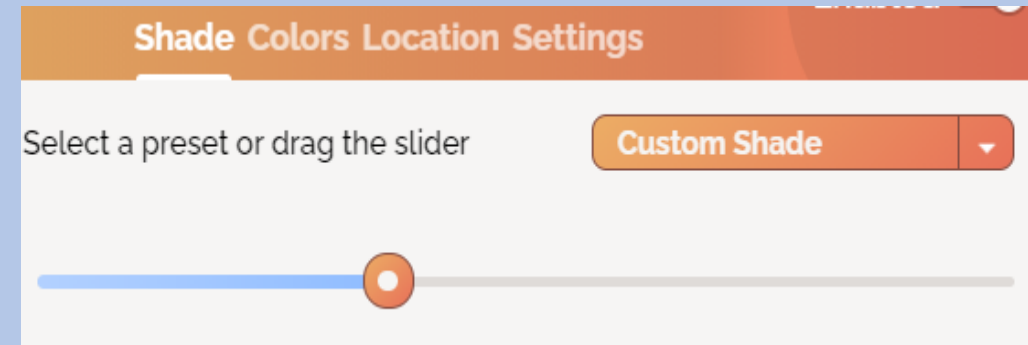 Shade Colors Location Settings
Select a preset or drag the slider
Custom Shade